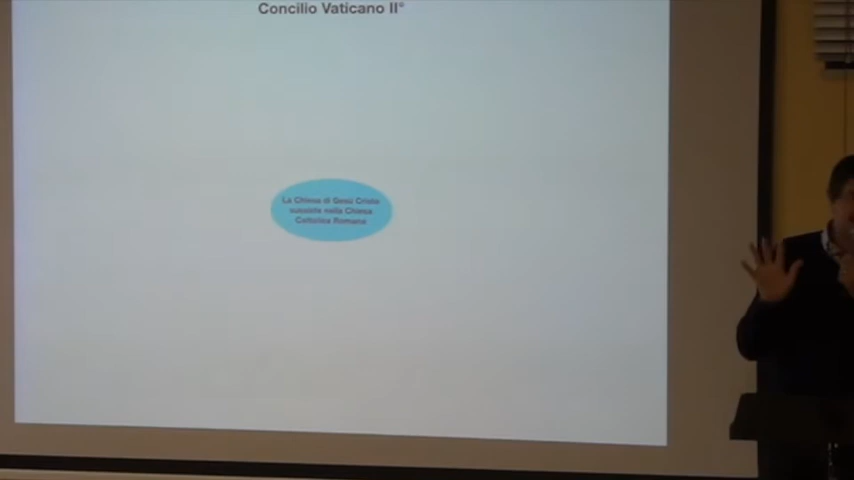 Concilio Vaticano II°
La Chiesa di Gesù Cristo
sussiste nella Chiesa
Cattolica Romana